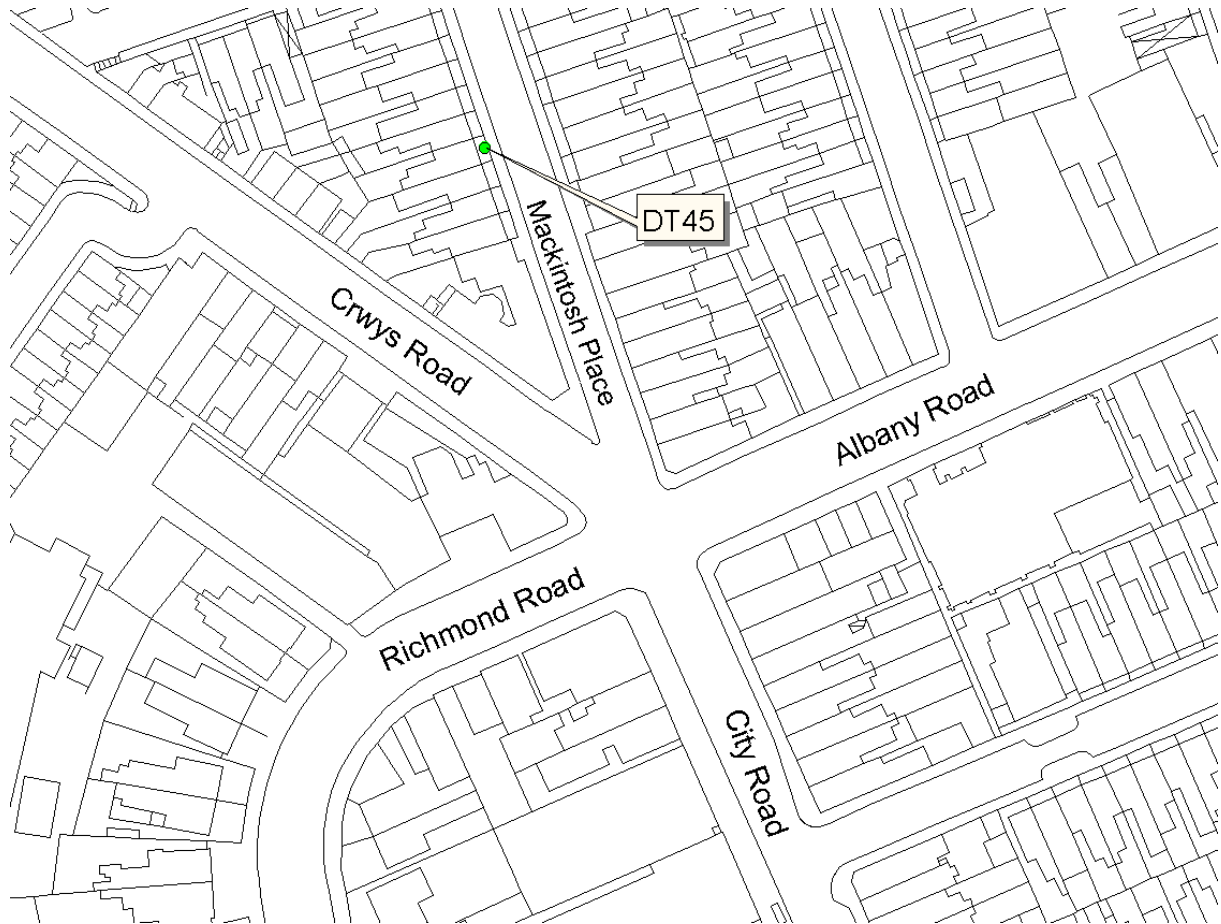 DT45
Mackintosh Place
Crwys Road
Albany Road
Richmond Road
City Road